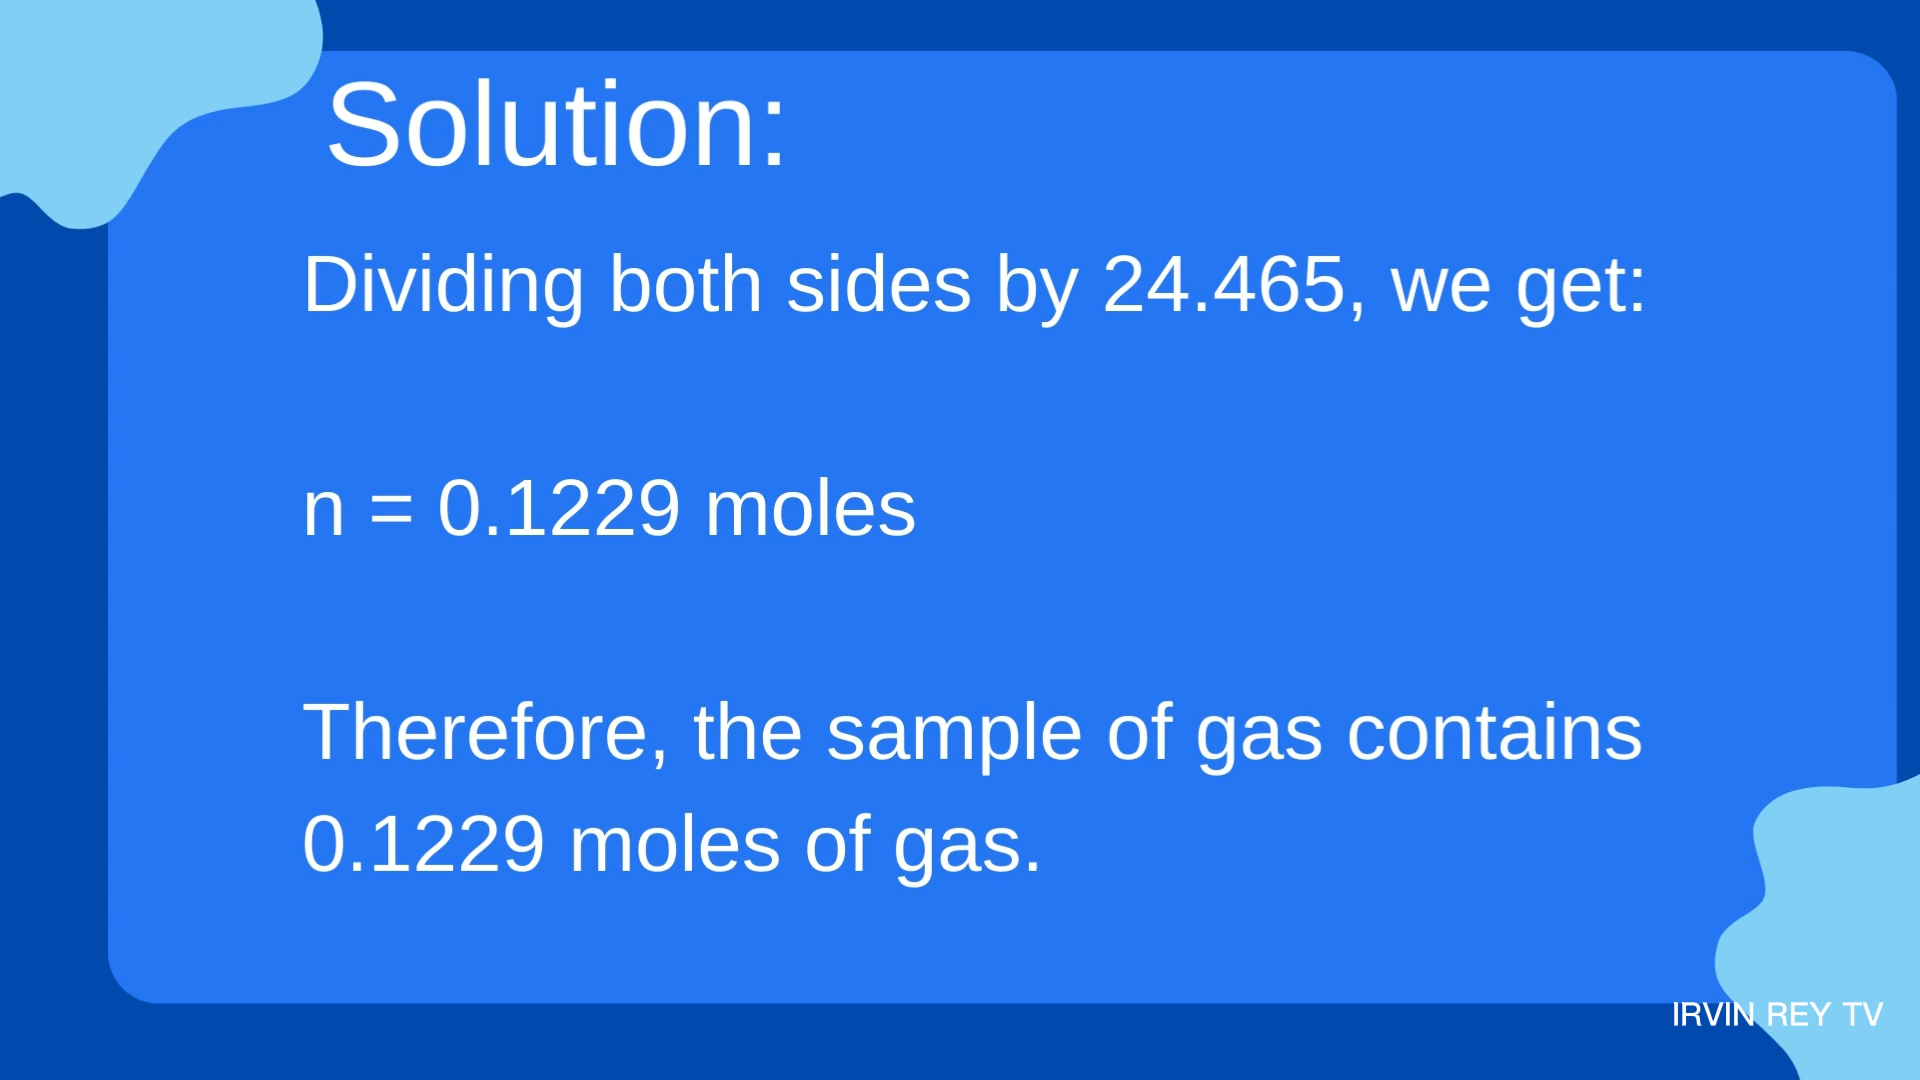 Solution:
Dividing both sides by 24.465, we get:
n = 0.1229 moles
Therefore, the sample of gas contains
0.1229 moles of gas.
IRVIN REY TV